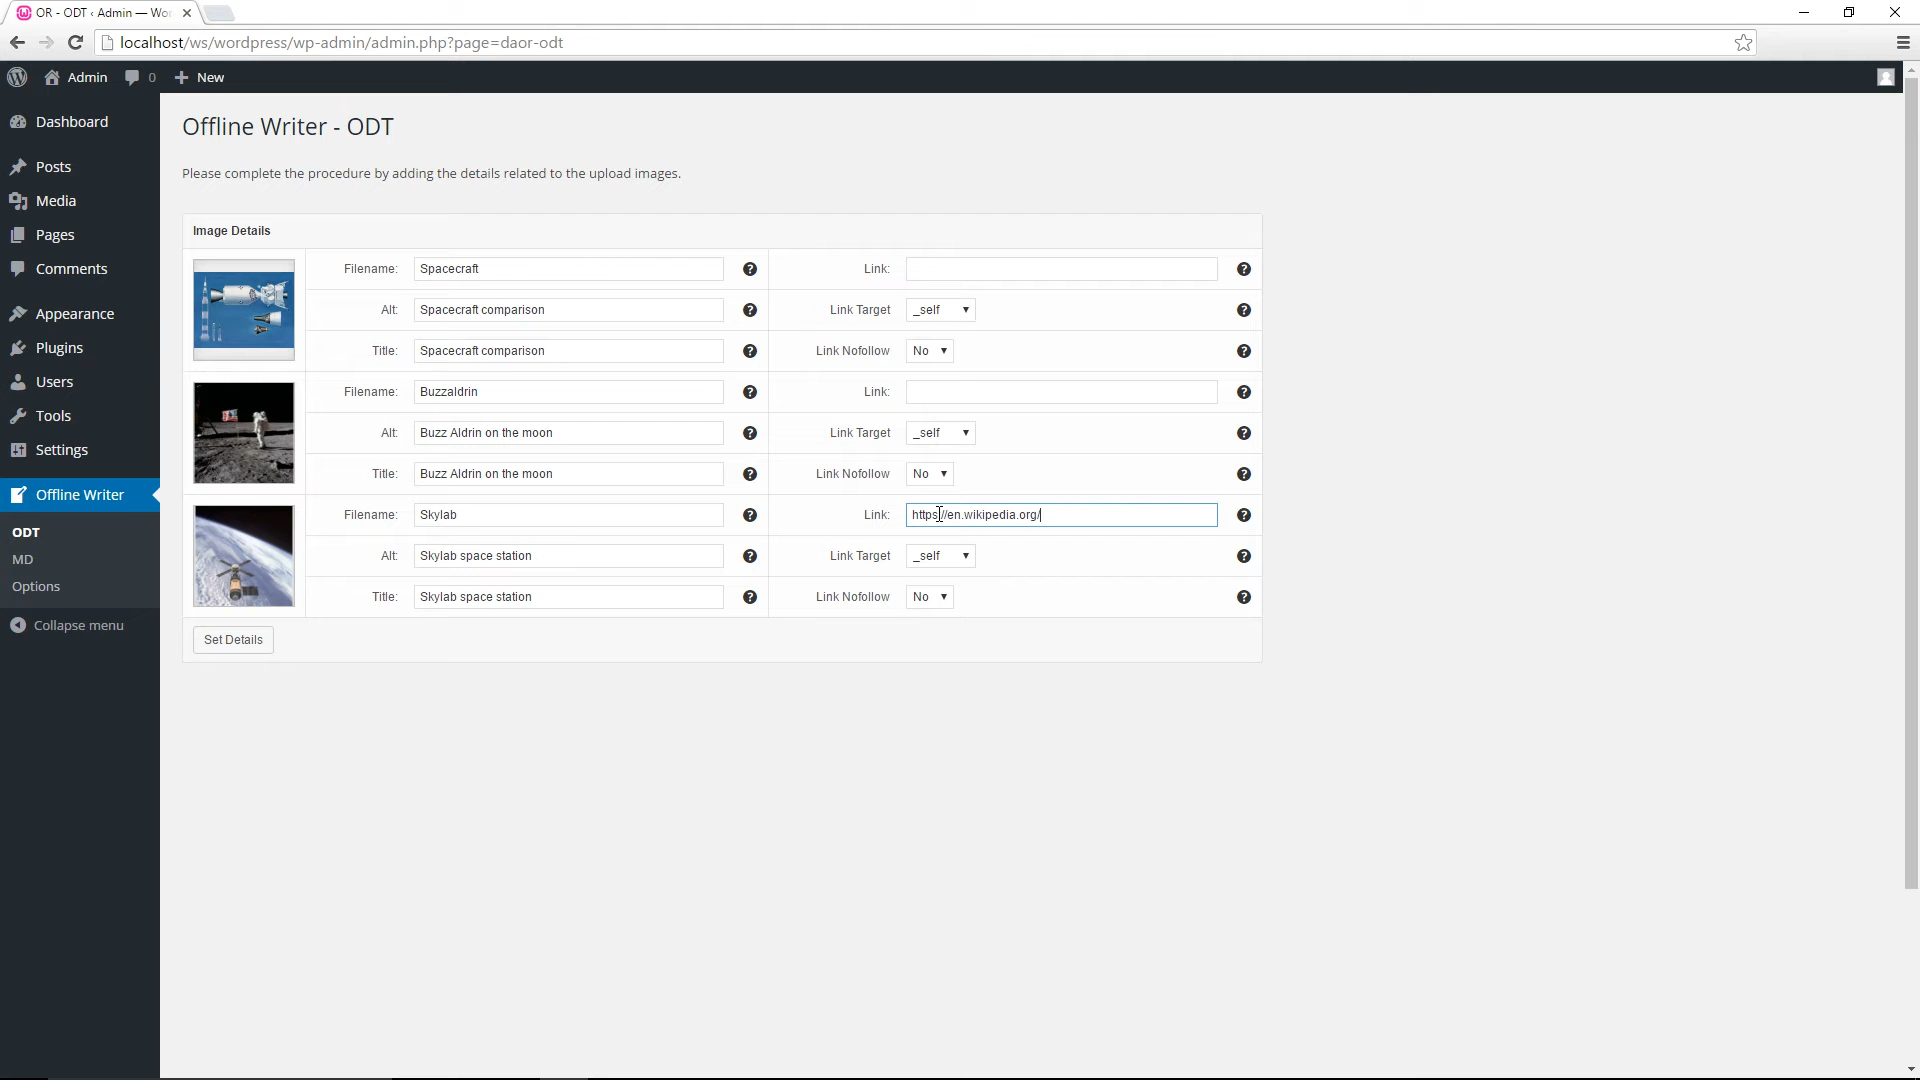 OR - ODT ‹ Admin — Wo
localhost/ws/wordpress/wp-admin/admin.php?page=daor-odt
Admin 0 New
Dashboard
Posts
Media
Pages
Comments
Appearance
Plugins
Users
Tools
Settings
Offline Writer
ODT
MD
Options
Collapse menu
Offline Writer - ODT
Please complete the procedure by adding the details related to the upload images.
Image Details
Filename: Spacecraft Link:
Alt: Spacecraft comparison Link Target _self
Title: Spacecraft comparison Link Nofollow No
Filename: Buzzaldrin Link:
Alt: Buzz Aldrin on the moon Link Target _self
Title: Buzz Aldrin on the moon Link Nofollow No
Filename: Skylab Link: https://en.wikipedia.org/
Alt: Skylab space station Link Target _self
Title: Skylab space station Link Nofollow No
Set Details